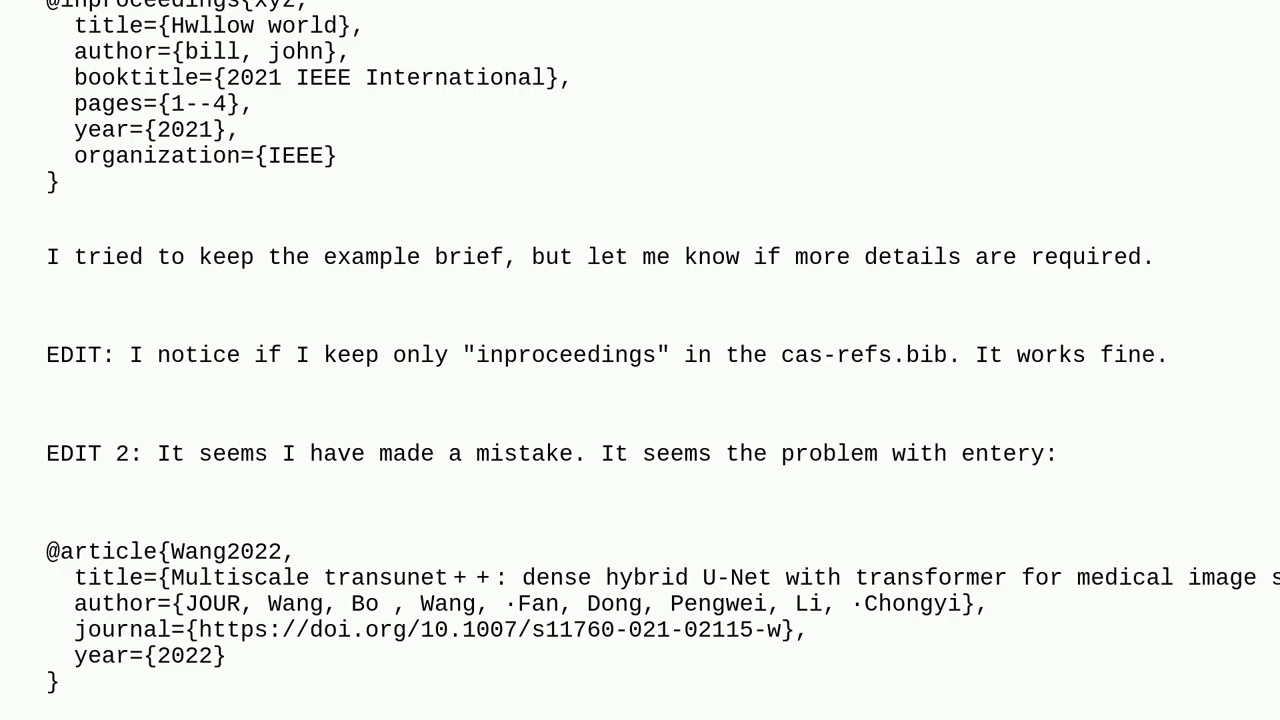 @inproceedings{xyz,
  title={Hwllow world},
  author={bill, john},
  booktitle={2021 IEEE International},
  pages={1--4},
  year={2021},
  organization={IEEE}
}
I tried to keep the example brief, but let me know if more details are required.
EDIT: I notice if I keep only "inproceedings" in the cas-refs.bib. It works fine.
EDIT 2: It seems I have made a mistake. It seems the problem with entery:
@article{Wang2022,
  title={Multiscale transunet＋＋: dense hybrid U-Net with transformer for medical image s
  author={JOUR, Wang, Bo , Wang, ·Fan, Dong, Pengwei, Li, ·Chongyi},
  journal={https://doi.org/10.1007/s11760-021-02115-w},
  year={2022}
}